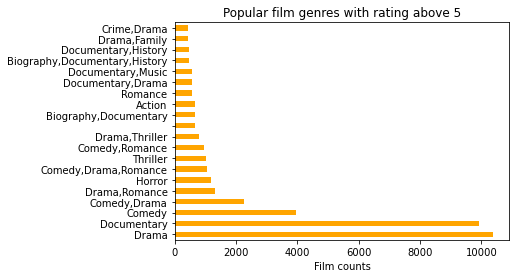 Popular film genres with rating above 5
Crime,Drama
Drama,Family
Documentary,History
Biography,Documentary,History
Documentary,Music
Documentary,Drama
Romance
Action
Biography,Documentary
Drama,Thriller
Comedy,Romance
Thriller
Comedy,Drama,Romance
Horror
Drama,Romance
Comedy,Drama
Comedy
Documentary
Drama
0 2000 4000 6000 8000 10000
Film counts